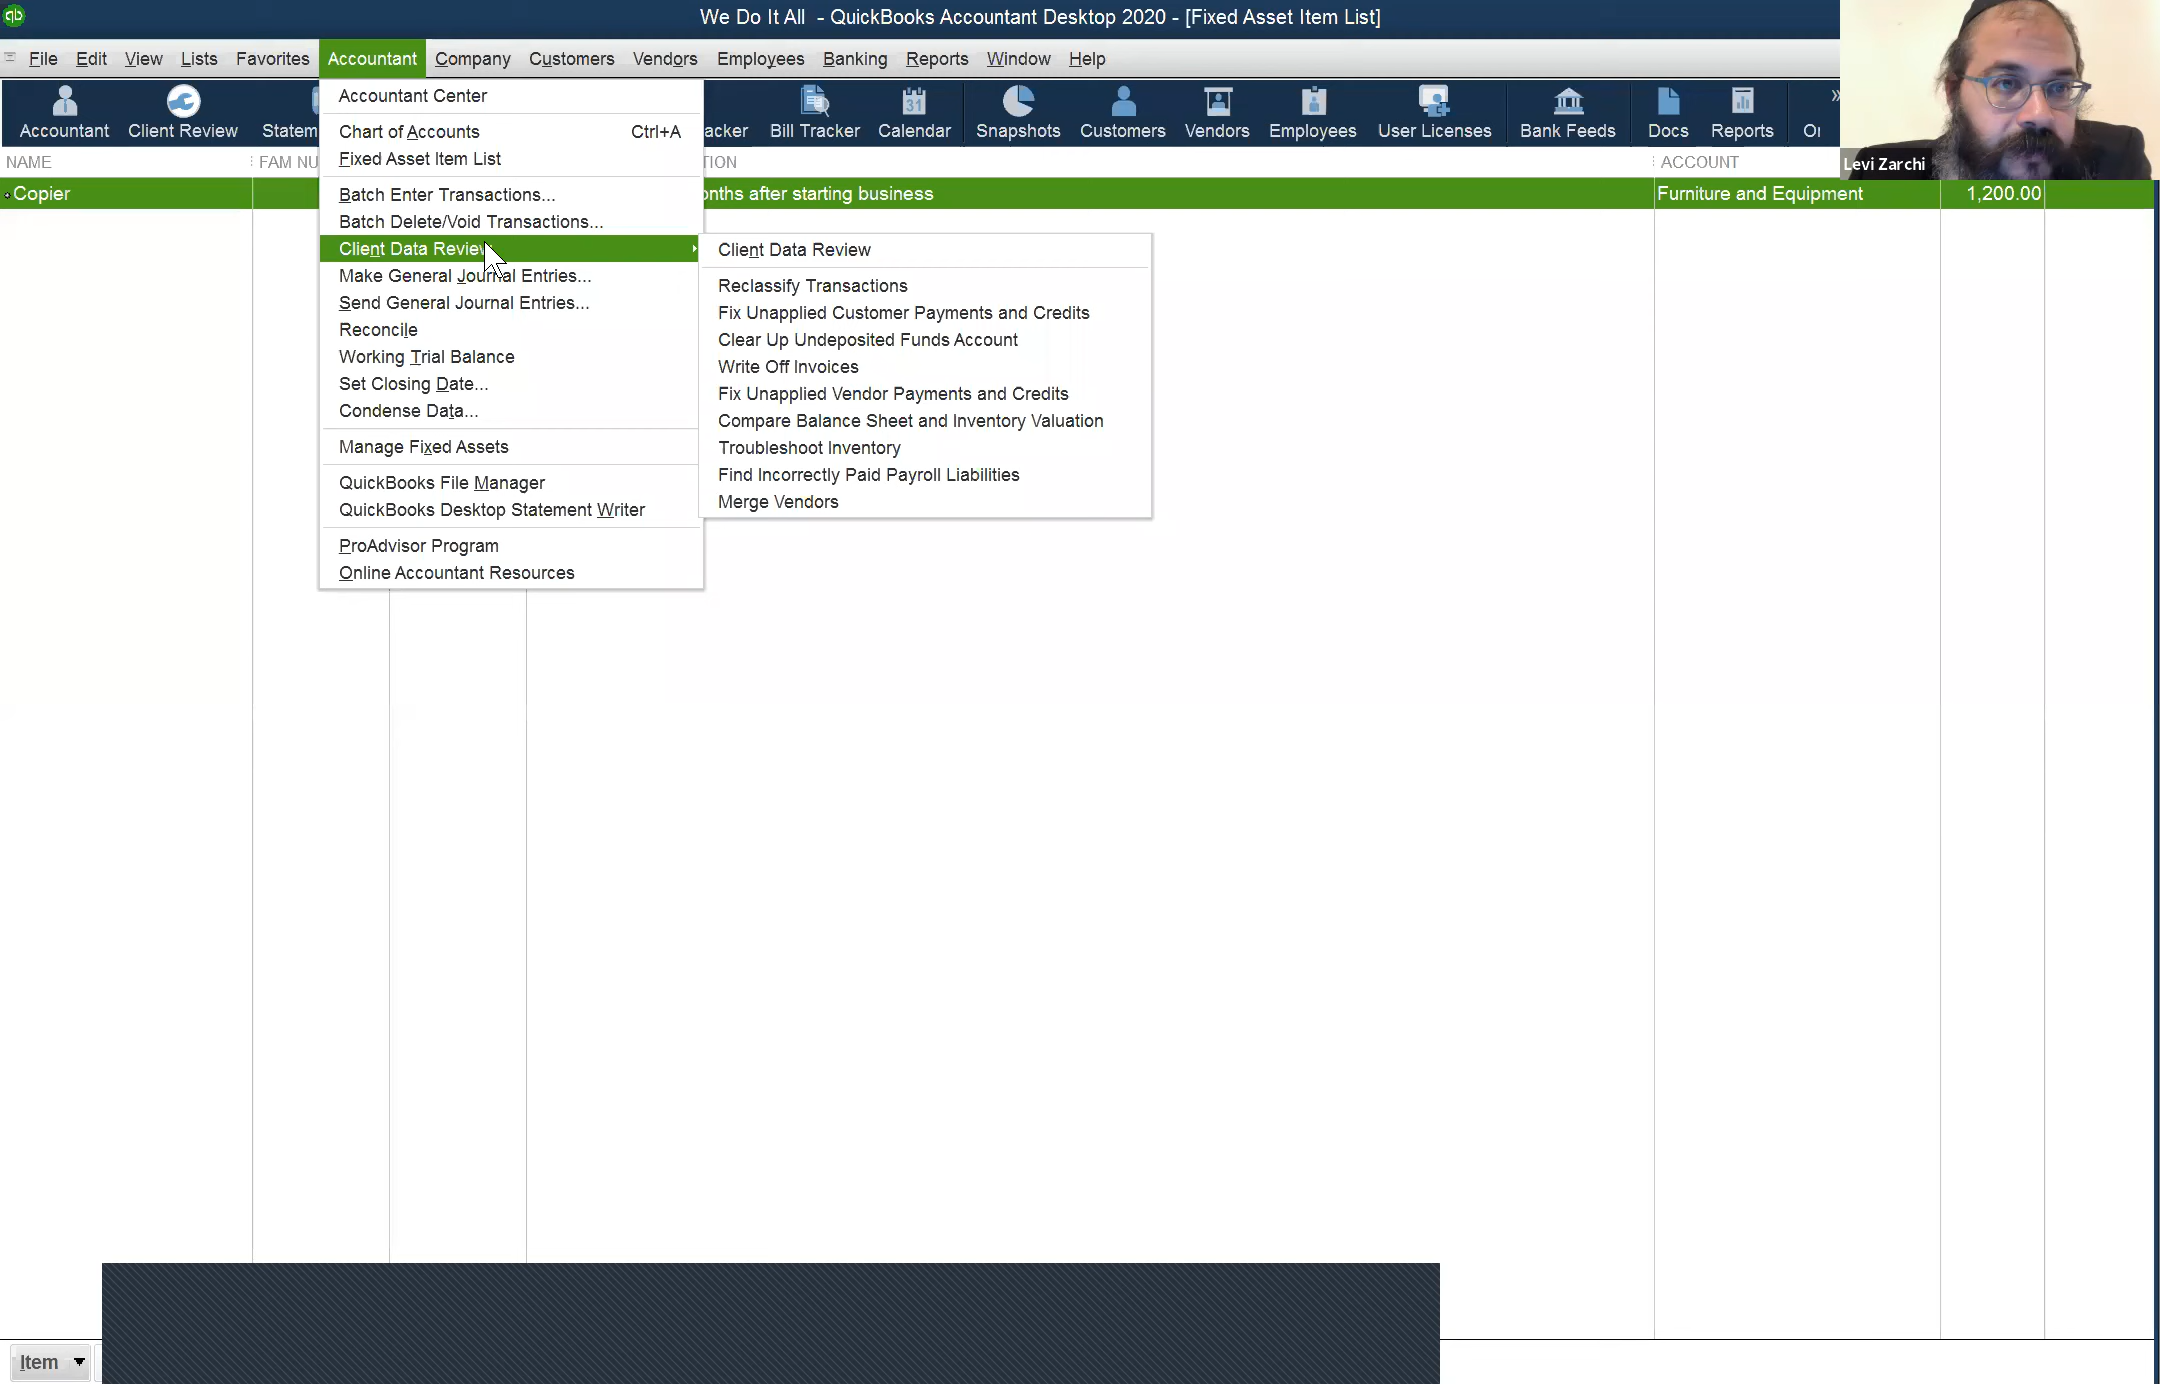 We Do It All - QuickBooks Accountant Desktop 2020 - [Fixed Asset Item List]
File Edit View Lists Favorites Accountant Company Customers Vendors Employees Banking Reports Window Help
Accountant Client Review Statem acker Bill Tracker Calendar Snapshots Customers Vendors Employees User Licenses Bank Feeds Docs Reports
31
Levi Zarchi
NAME FAM NU TION ACCOUNT
Copier onths after starting business Furniture and Equipment 1,200.00
Accountant Center
Chart of Accounts Ctrl+A
Fixed Asset Item List
Batch Enter Transactions...
Batch Delete/Void Transactions...
Client Data Review
Make General Journal Entries...
Send General Journal Entries...
Reconcile
Working Trial Balance
Set Closing Date...
Condense Data...
Manage Fixed Assets
QuickBooks File Manager
QuickBooks Desktop Statement Writer
ProAdvisor Program
Online Accountant Resources
Client Data Review
Reclassify Transactions
Fix Unapplied Customer Payments and Credits
Clear Up Undeposited Funds Account
Write Off Invoices
Fix Unapplied Vendor Payments and Credits
Compare Balance Sheet and Inventory Valuation
Troubleshoot Inventory
Find Incorrectly Paid Payroll Liabilities
Merge Vendors
Item